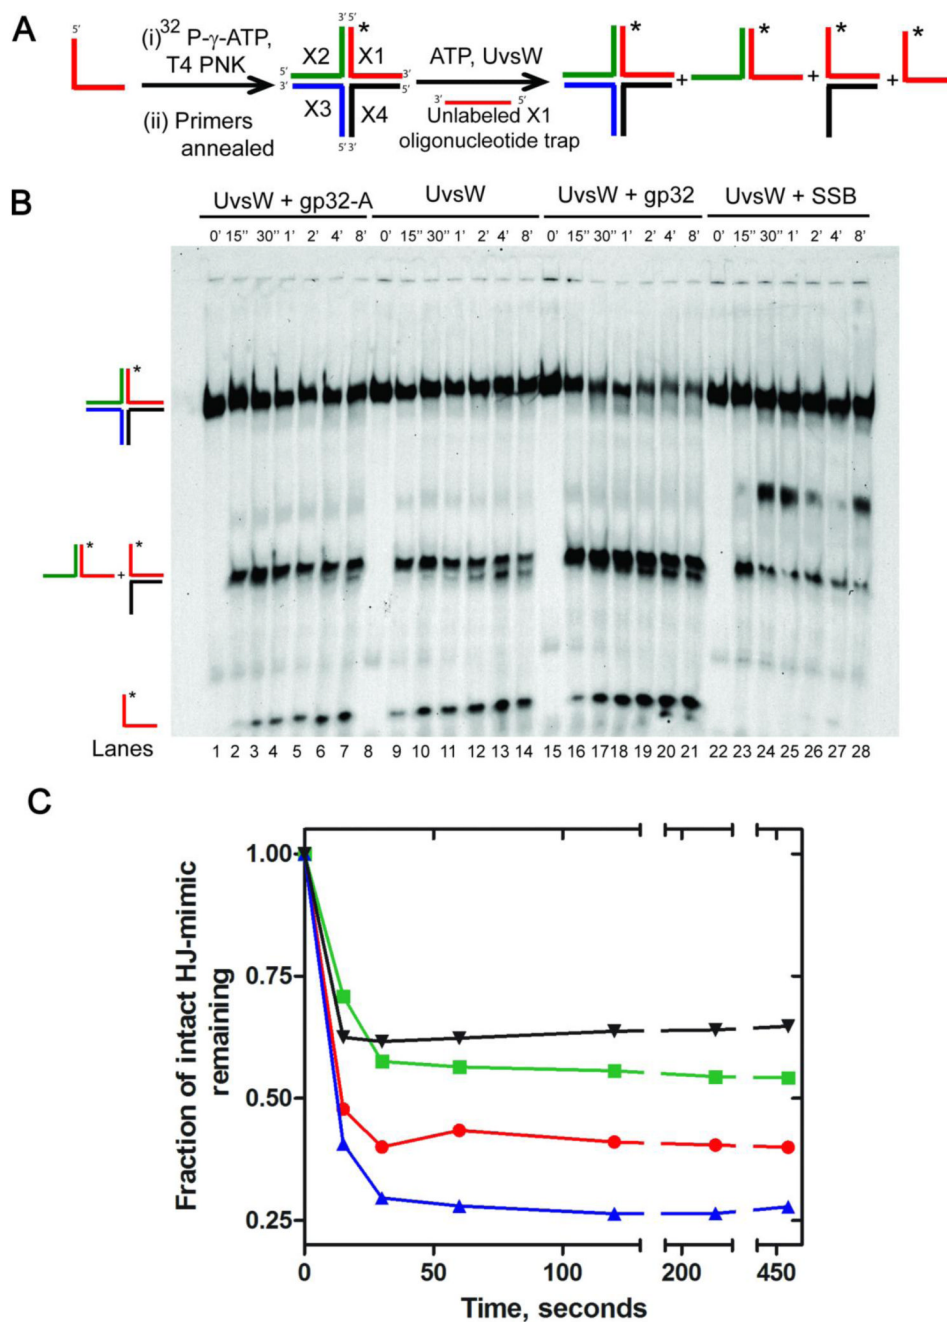 A
5′
(i)³² P-γ-ATP,
T4 PNK
(ii) Primers
annealed
3′ 5′ *
X2 X1
5′ 3′
3′ 5′
X3 X4
5′ 3′
ATP, UvsW
3′ 5′
Unlabeled X1
oligonucleotide trap
* + * + * + *
B
UvsW + gp32-A UvsW UvsW + gp32 UvsW + SSB
0' 15" 30" 1' 2' 4' 8' 0' 15" 30" 1' 2' 4' 8' 0' 15" 30" 1' 2' 4' 8' 0' 15" 30" 1' 2' 4' 8'
*
* + *
*
Lanes 1 2 3 4 5 6 7 8 9 10 11 12 13 14 15 16 17 18 19 20 21 22 23 24 25 26 27 28
C
Fraction of intact HJ-mimic
remaining
1.00
0.75
0.50
0.25
0 50 100 200 450
Time, seconds